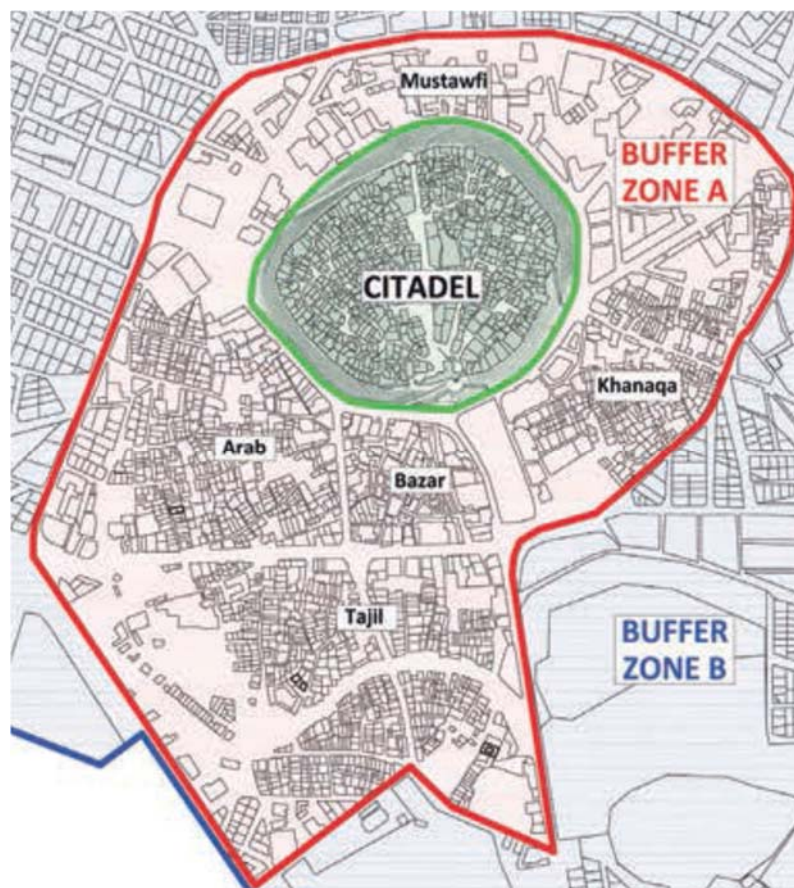 Mustawfi
BUFFER
ZONE A
CITADEL
Khanaqa
Arab
Bazar
Tajil
BUFFER
ZONE B